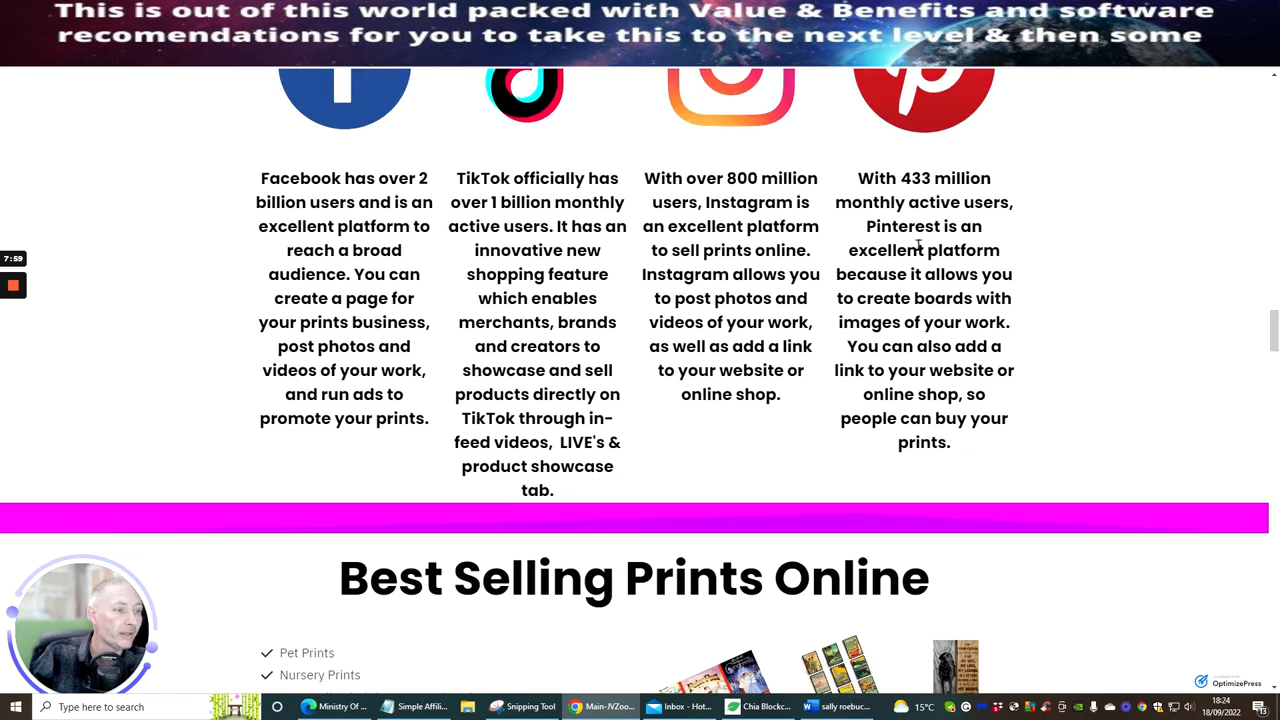 This is out of this world packed with Value & Benefits and software
recomendations for you to take this to the next level & then some
Facebook has over 2
billion users and is an
excellent platform to
reach a broad
audience. You can
create a page for
your prints business,
post photos and
videos of your work,
and run ads to
promote your prints.
TikTok officially has
over 1 billion monthly
active users. It has an
innovative new
shopping feature
which enables
merchants, brands
and creators to
showcase and sell
products directly on
TikTok through in-
feed videos, LIVE's &
product showcase
tab.
With over 800 million
users, Instagram is
an excellent platform
to sell prints online.
Instagram allows you
to post photos and
videos of your work,
as well as add a link
to your website or
online shop.
With 433 million
monthly active users,
Pinterest is an
excellent platform
because it allows you
to create boards with
images of your work.
You can also add a
link to your website or
online shop, so
people can buy your
prints.
7:59
Best Selling Prints Online
Pet Prints
Nursery Prints
OptimizePress
Type here to search
Ministry Of ...
Simple Affilia...
Snipping Tool
Main-JVZoo...
Inbox - Hot...
Chia Blockc...
sally roebuc...
15°C
18:24
18/09/2022